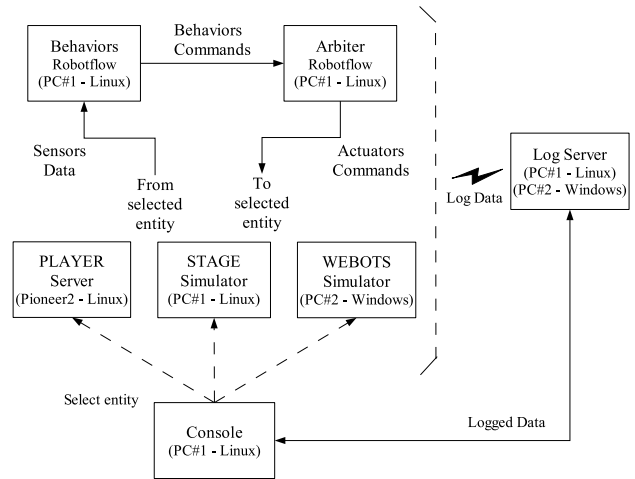 Behaviors
Robotflow
(PC#1 - Linux)
Behaviors
Commands
Arbiter
Robotflow
(PC#1 - Linux)
Sensors
Data
From
selected
entity
To
selected
entity
Actuators
Commands
Log Data
Log Server
(PC#1 - Linux)
(PC#2 - Windows)
PLAYER
Server
(Pioneer2 - Linux)
STAGE
Simulator
(PC#1 - Linux)
WEBOTS
Simulator
(PC#2 - Windows)
Select entity
Console
(PC#1 - Linux)
Logged Data